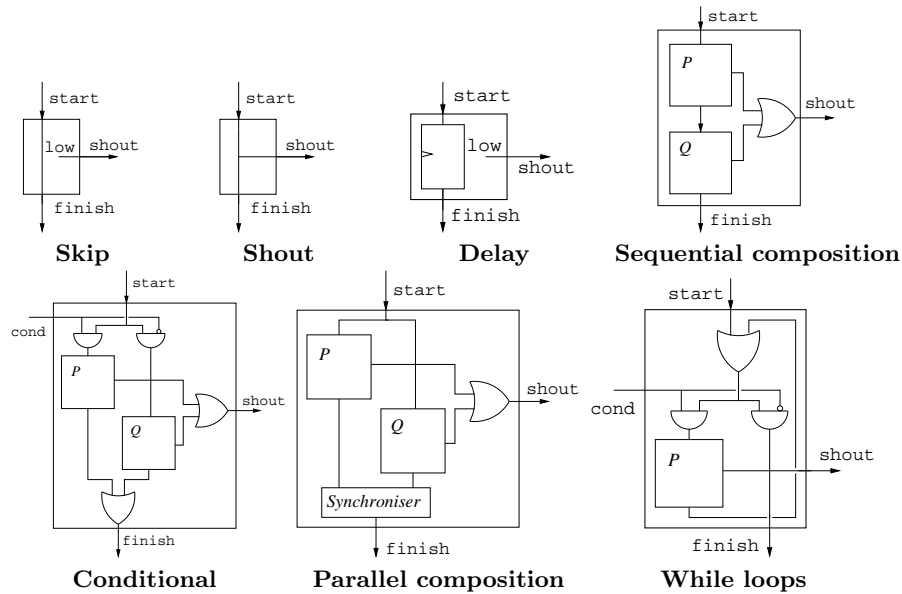 start
low
shout
finish
Skip
start
shout
finish
Shout
start
low
shout
finish
Delay
start
P
Q
shout
finish
Sequential composition
start
cond
P
Q
shout
finish
Conditional
start
P
Q
shout
Synchroniser
finish
Parallel composition
start
cond
P
shout
finish
While loops